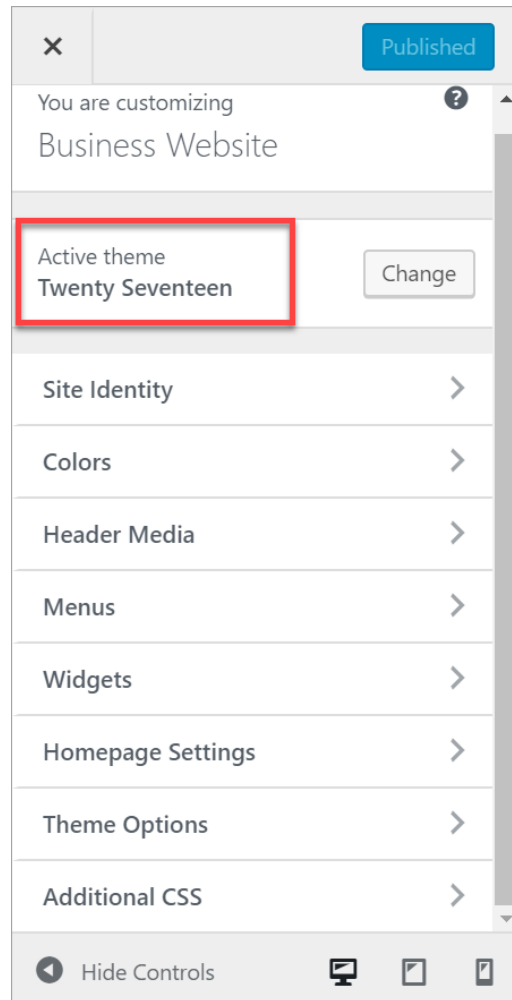 Published
You are customizing
Business Website
Active theme
Twenty Seventeen
Change
Site Identity
Colors
Header Media
Menus
Widgets
Homepage Settings
Theme Options
Additional CSS
Hide Controls